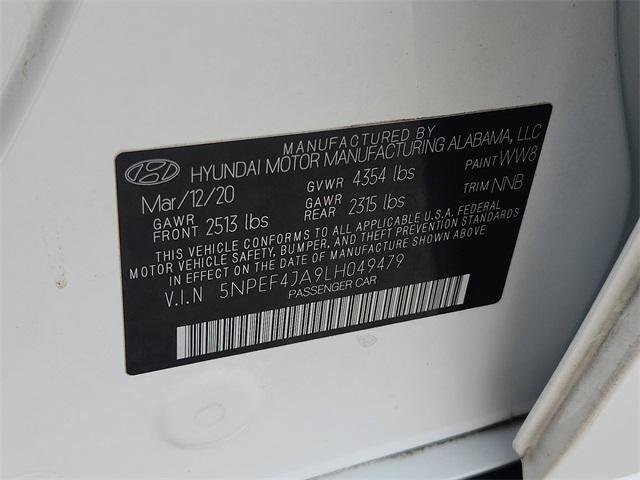 MANUFACTURED BY
HYUNDAI MOTOR MANUFACTURING ALABAMA, LLC
Mar/12/20 GVWR 4354 lbs PAINT WW8
GAWR FRONT 2513 lbs GAWR REAR 2315 lbs TRIM NNB
THIS VEHICLE CONFORMS TO ALL APPLICABLE U.S.A. FEDERAL
MOTOR VEHICLE SAFETY, BUMPER, AND THEFT PREVENTION STANDARDS
IN EFFECT ON THE DATE OF MANUFACTURE SHOWN ABOVE
V.I.N 5NPEF4JA9LH049479
PASSENGER CAR